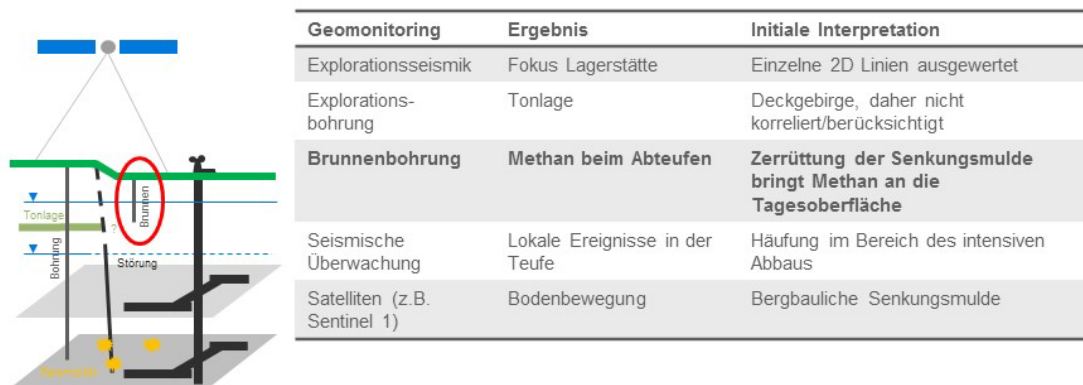 Geomonitoring Ergebnis Initiale Interpretation
Explorationsseismik Fokus Lagerstätte Einzelne 2D Linien ausgewertet
Explorations- Tonlage Deckgebirge, daher nicht
bohrung korreliert/berücksichtigt
Brunnenbohrung Methan beim Abteufen Zerrüttung der Senkungsmulde
bringt Methan an die
Tagesoberfläche
Seismische Lokale Ereignisse in der Häufung im Bereich des intensiven
Überwachung Teufe Abbaus
Satelliten (z.B. Bodenbewegung Bergbauliche Senkungsmulde
Sentinel 1)
Brunnen
Tonlage
?
Bohrung
Störung